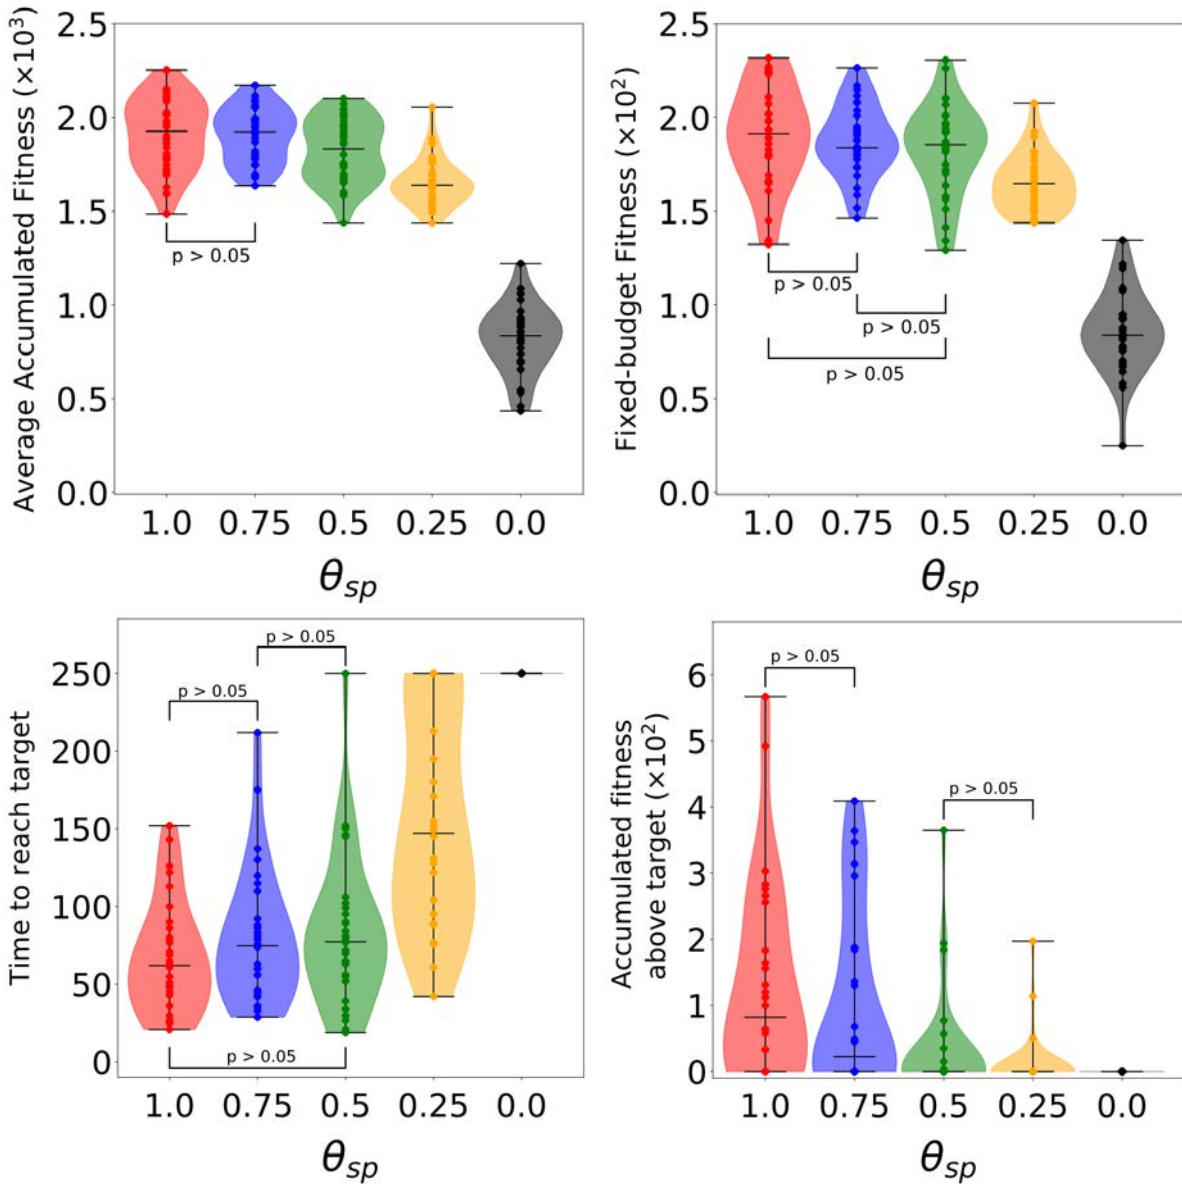 Average Accumulated Fitness (×10³)
2.5
2.0
1.5
1.0
0.5
0.0
p > 0.05
1.0 0.75 0.5 0.25 0.0
θsp
Fixed-budget Fitness (×10²)
2.5
2.0
1.5
1.0
0.5
0.0
p > 0.05
p > 0.05
p > 0.05
1.0 0.75 0.5 0.25 0.0
θsp
Time to reach target
250
200
150
100
50
0
p > 0.05
p > 0.05
p > 0.05
1.0 0.75 0.5 0.25 0.0
θsp
Accumulated fitness
above target (×10²)
6
5
4
3
2
1
0
p > 0.05
p > 0.05
1.0 0.75 0.5 0.25 0.0
θsp